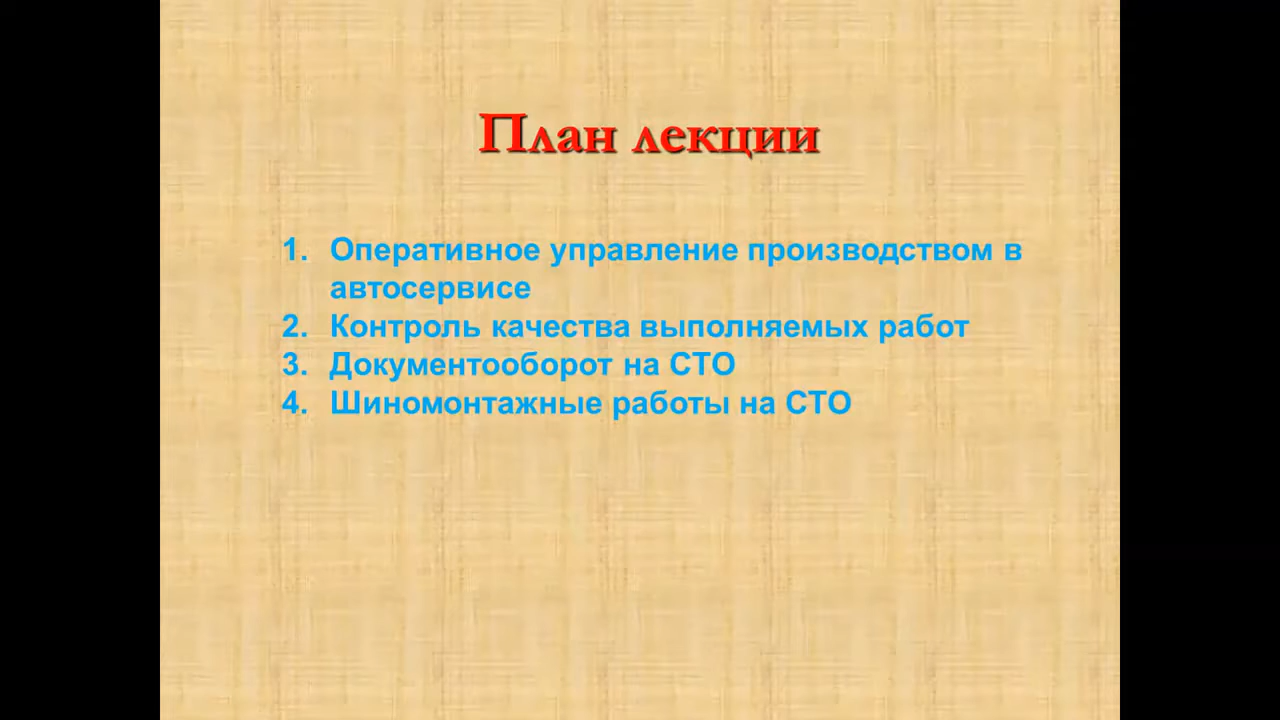 План лекции
1. Оперативное управление производством в
автосервисе
2. Контроль качества выполняемых работ
3. Документооборот на СТО
4. Шиномонтажные работы на СТО